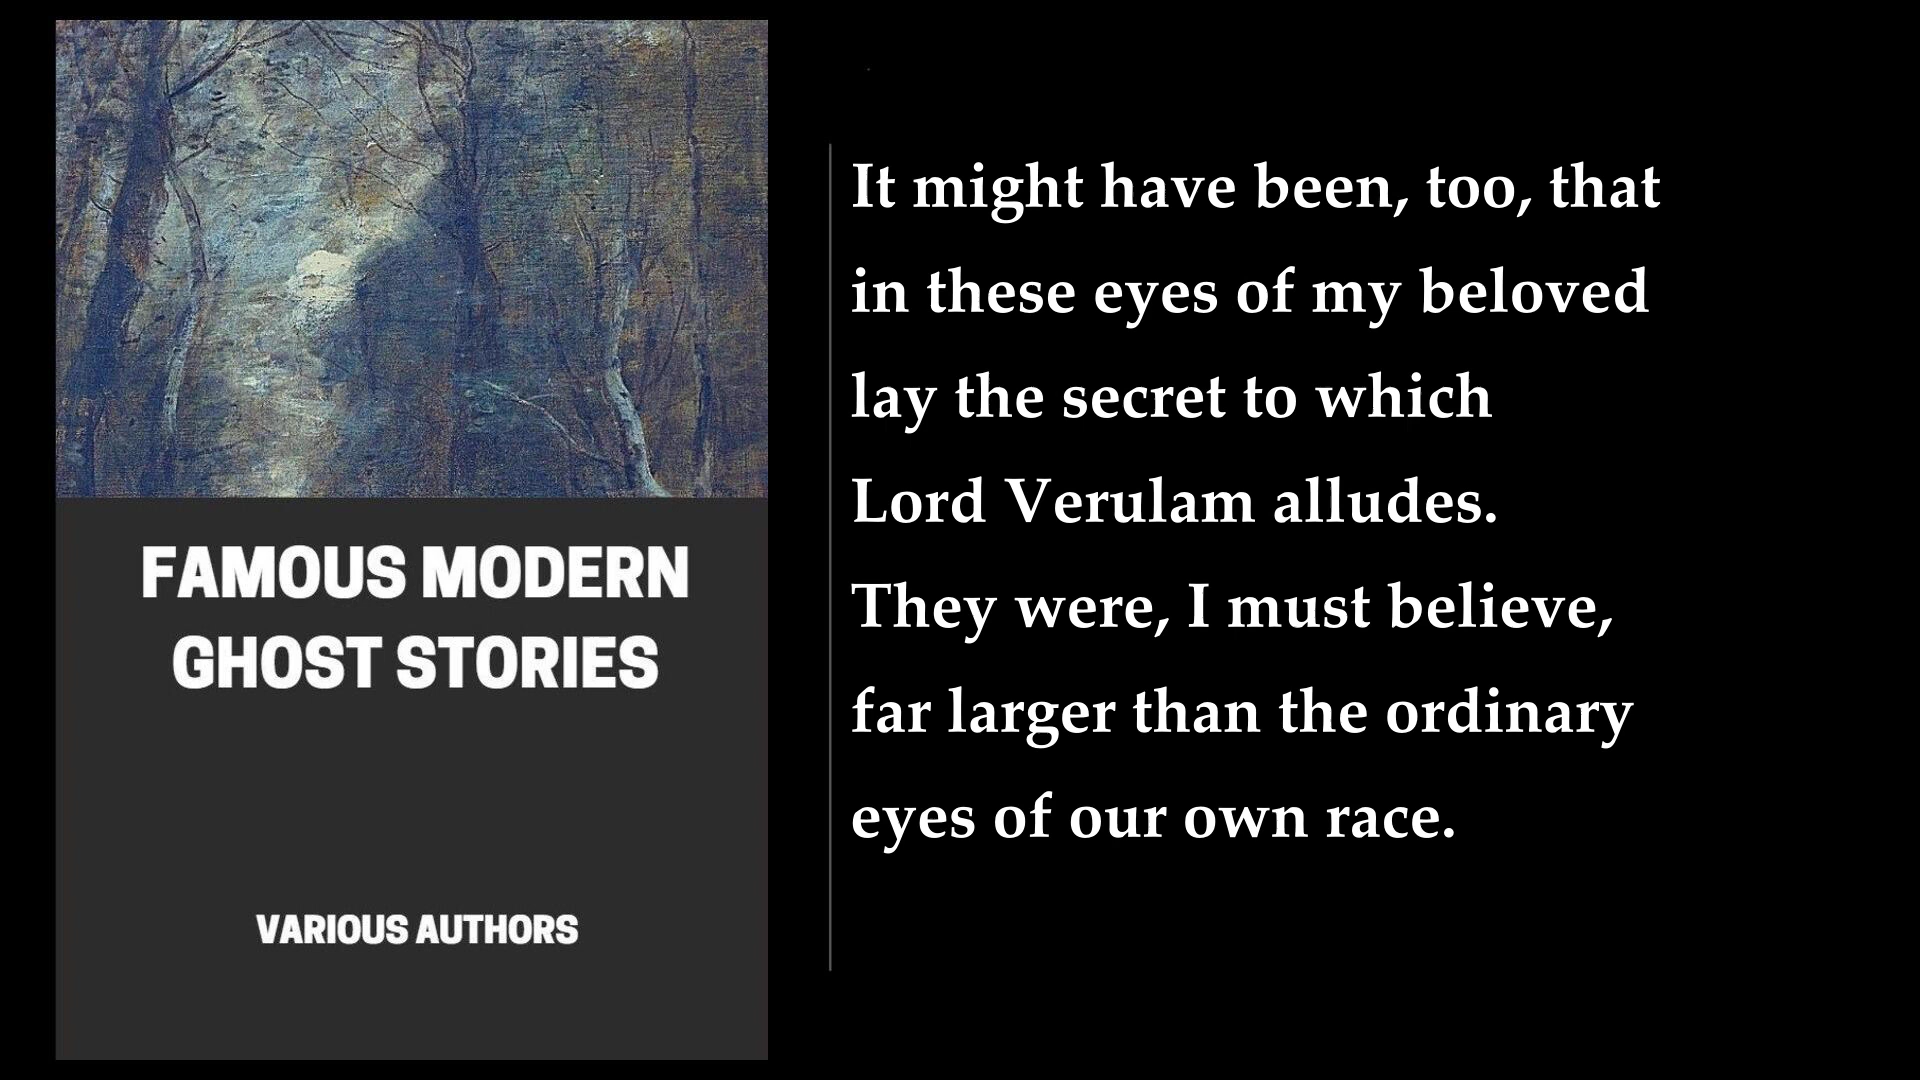 FAMOUS MODERN
GHOST STORIES
VARIOUS AUTHORS
It might have been, too, that
in these eyes of my beloved
lay the secret to which
Lord Verulam alludes.
They were, I must believe,
far larger than the ordinary
eyes of our own race.